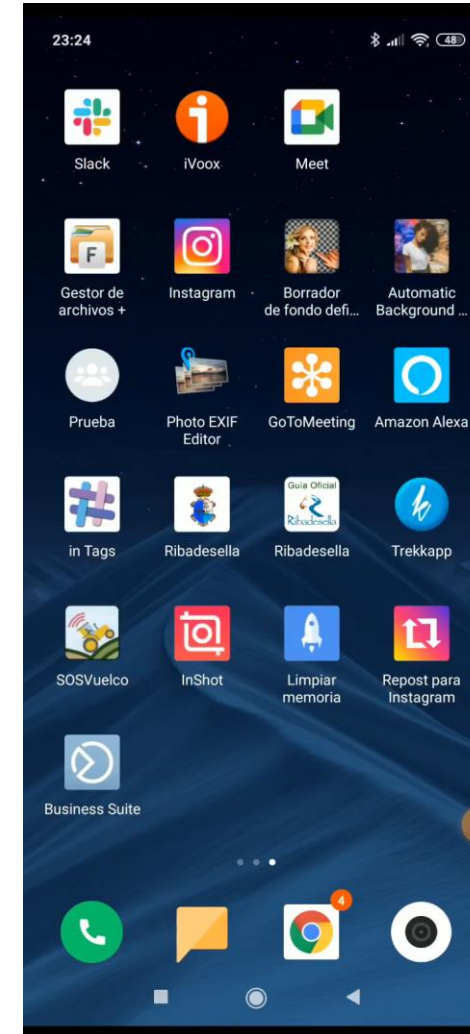 23:24
48
Slack
iVoox
Meet
F
Gestor de
archivos +
Instagram
Borrador
de fondo defi...
Automatic
Background ...
Prueba
Photo EXIF
Editor
GoToMeeting
Amazon Alexa
in Tags
Ribadesella
Guía Oficial
Ribadesella
Ribadesella
k
Trekkapp
SOSVuelco
InShot
Limpiar
memoria
Repost para
Instagram
Business Suite
4